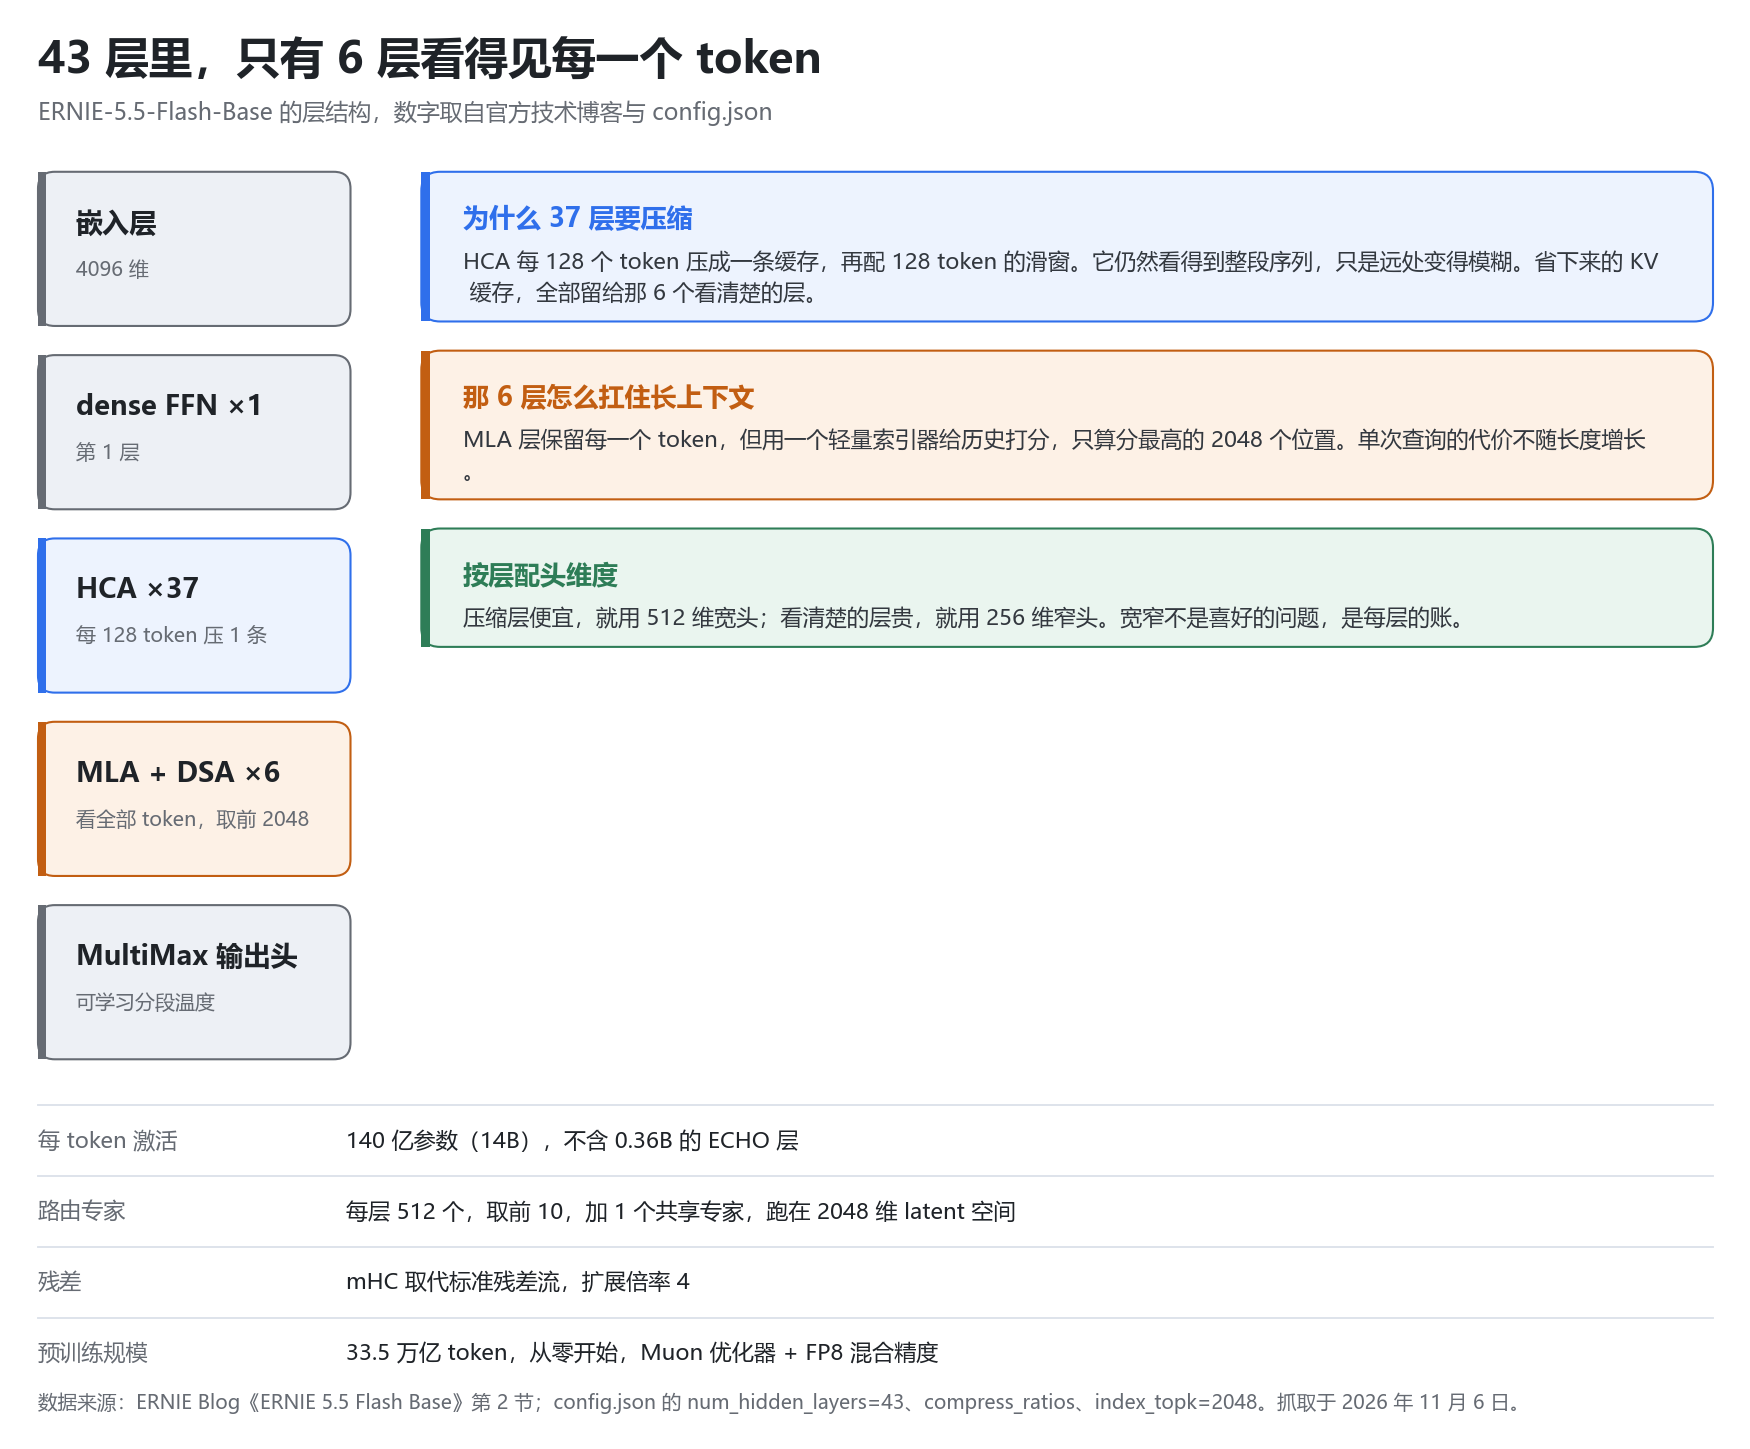 43 层里，只有 6 层看得见每一个 token
ERNIE-5.5-Flash-Base 的层结构，数字取自官方技术博客与 config.json
嵌入层
4096 维
dense FFN ×1
第 1 层
HCA ×37
每 128 token 压 1 条
MLA + DSA ×6
看全部 token，取前 2048
MultiMax 输出头
可学习分段温度
为什么 37 层要压缩
HCA 每 128 个 token 压成一条缓存，再配 128 token 的滑窗。它仍然看得到整段序列，只是远处变得模糊。省下来的 KV
缓存，全部留给那 6 个看清楚的层。
那 6 层怎么扛住长上下文
MLA 层保留每一个 token，但用一个轻量索引器给历史打分，只算分最高的 2048 个位置。单次查询的代价不随长度增长
。
按层配头维度
压缩层便宜，就用 512 维宽头；看清楚的层贵，就用 256 维窄头。宽窄不是喜好的问题，是每层的账。
每 token 激活
140 亿参数（14B），不含 0.36B 的 ECHO 层
路由专家
每层 512 个，取前 10，加 1 个共享专家，跑在 2048 维 latent 空间
残差
mHC 取代标准残差流，扩展倍率 4
预训练规模
33.5 万亿 token，从零开始，Muon 优化器 + FP8 混合精度
数据来源：ERNIE Blog《ERNIE 5.5 Flash Base》第 2 节；config.json 的 num_hidden_layers=43、compress_ratios、index_topk=2048。抓取于 2026 年 11 月 6 日。